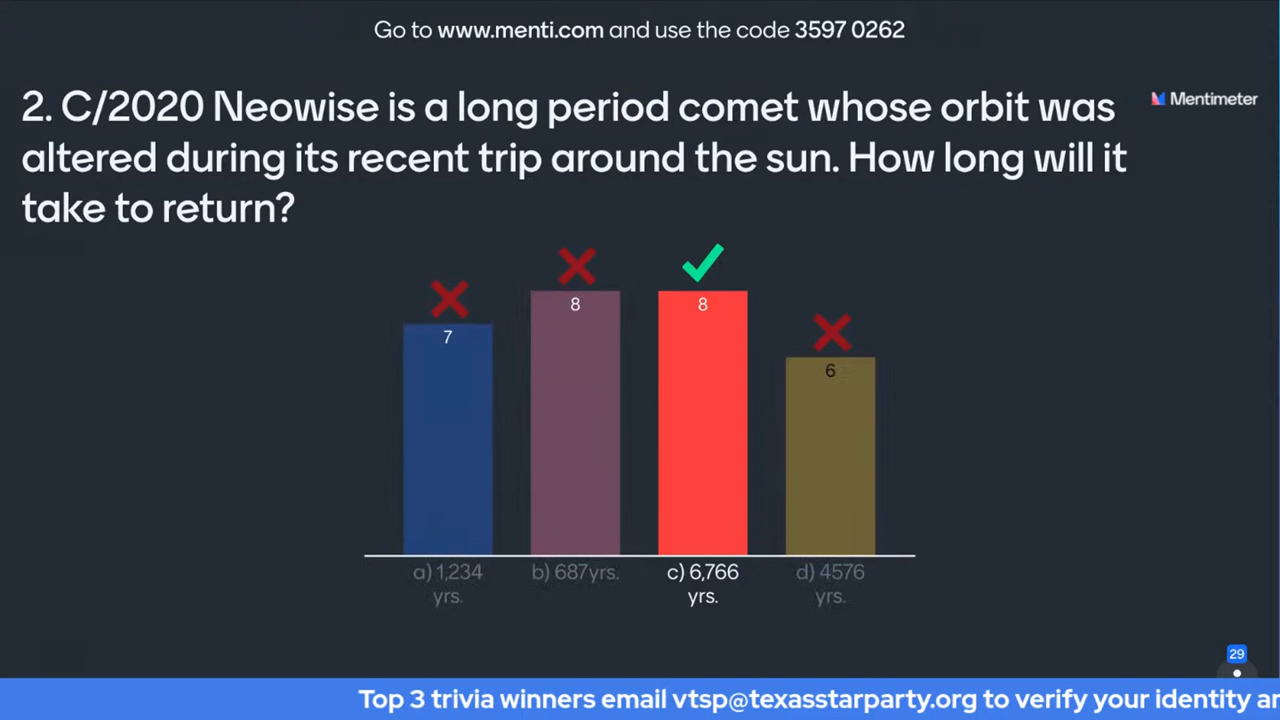 Go to www.menti.com and use the code 3597 0262
2. C/2020 Neowise is a long period comet whose orbit was
altered during its recent trip around the sun. How long will it
take to return?
Mentimeter
7
8
8
6
a) 1,234
yrs.
b) 687yrs.
c) 6,766
yrs.
d) 4576
yrs.
29
Top 3 trivia winners email vtsp@texasstarparty.org to verify your identity